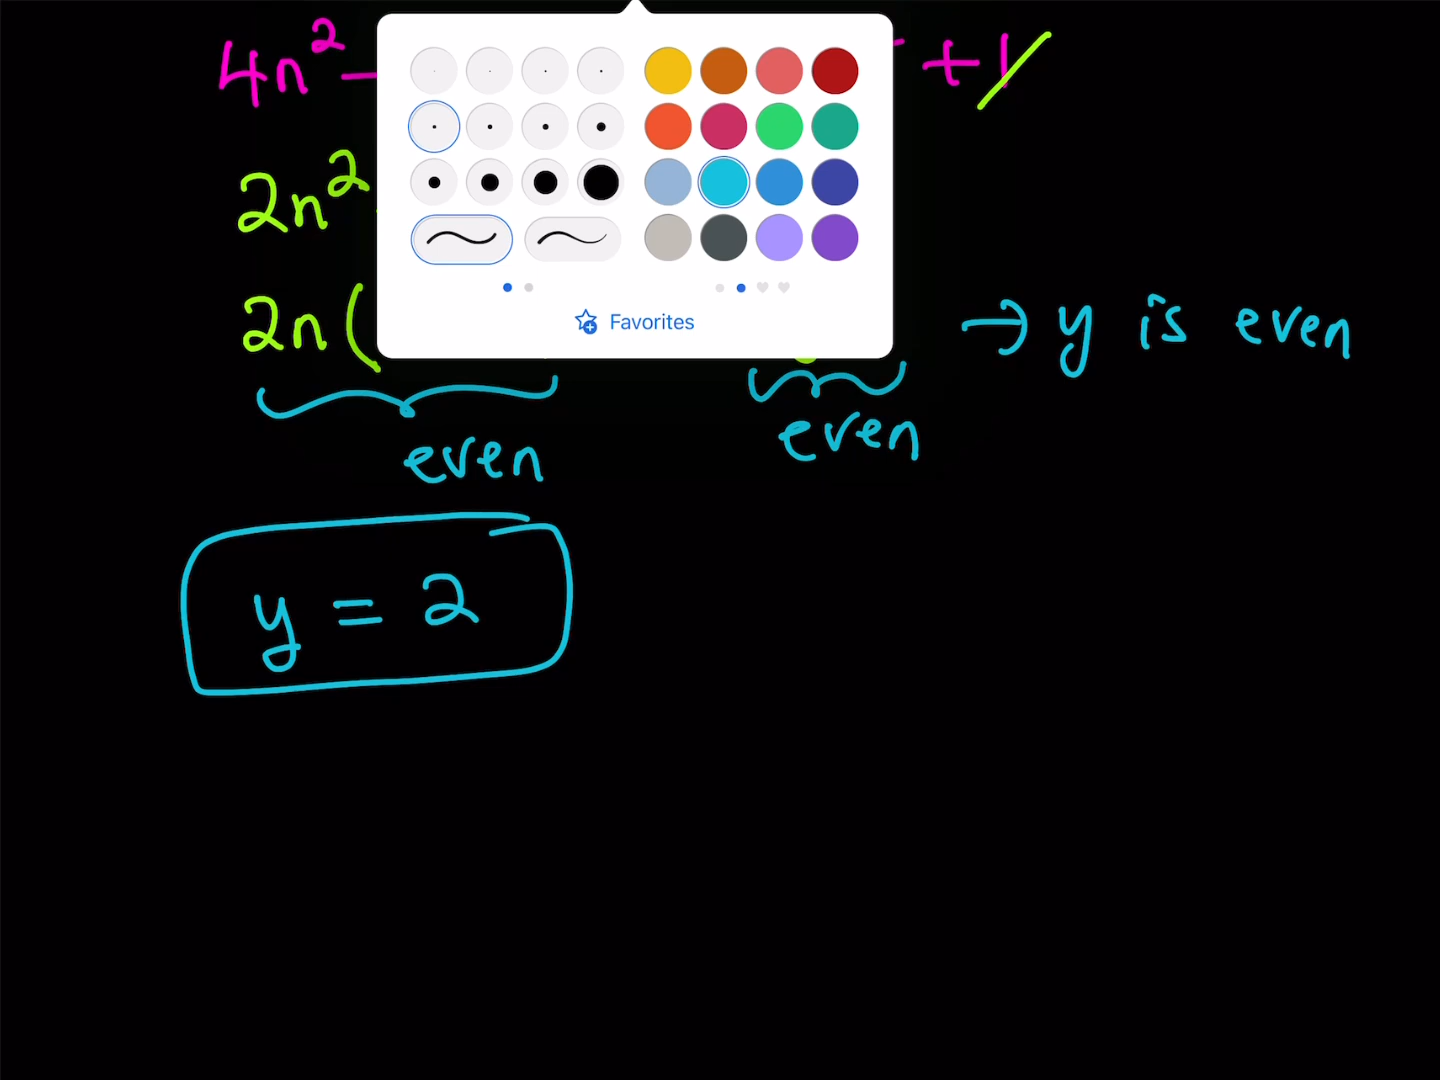 4n² − + 1
2n²
2n( → y is even
even even
y = 2
Favorites